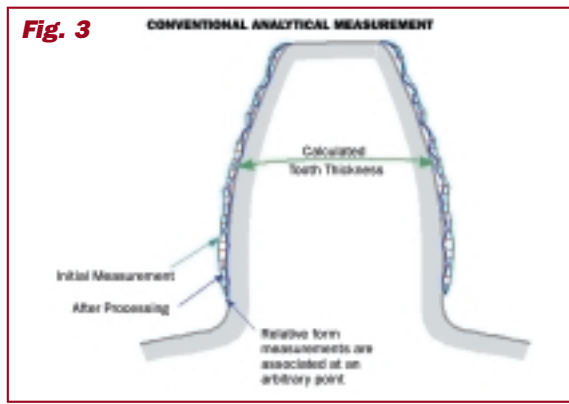 Fig. 3
CONVENTIONAL ANALYTICAL MEASUREMENT
Calculated
Tooth Thickness
Initial Measurement
After Processing
Relative form
measurements are
associated at an
arbitrary point